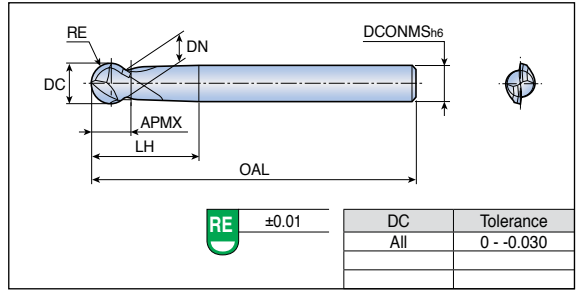 RE
DN
DCONMSh6
DC
APMX
LH
OAL
RE ±0.01
DC Tolerance
All 0 - -0.030